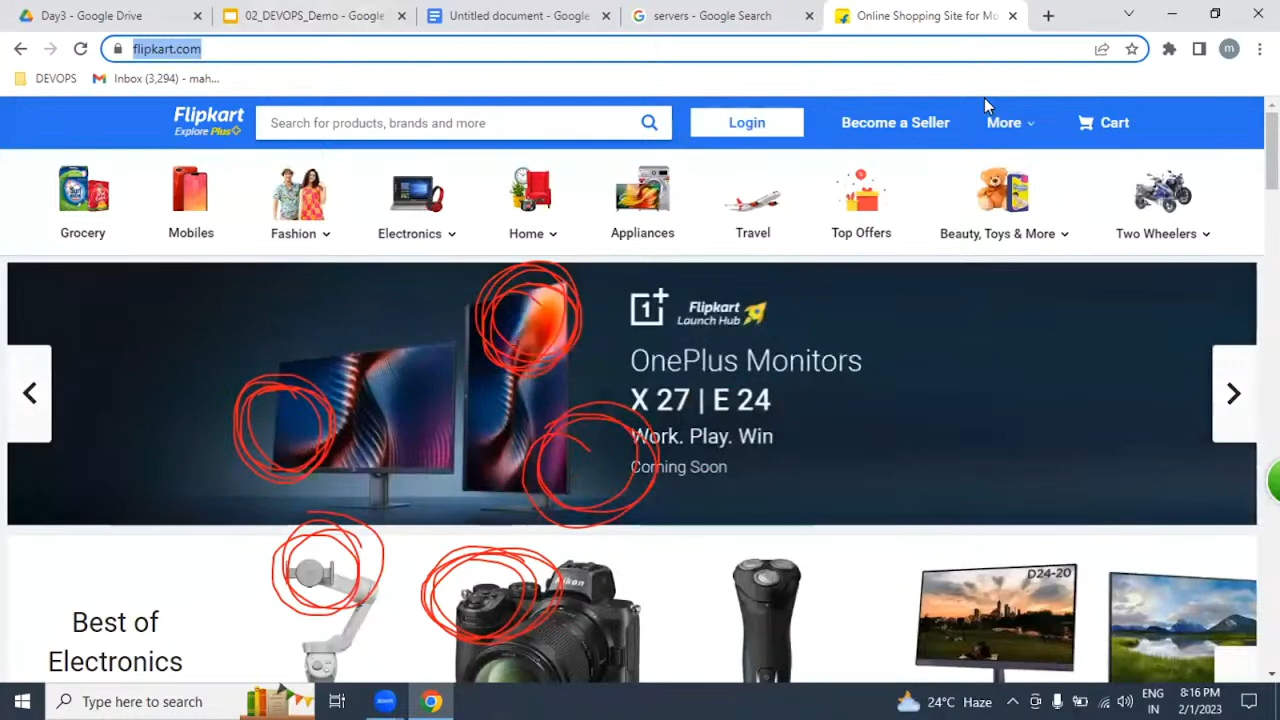 Day3 - Google Drive
02_DEVOPS_Demo - Google
Untitled document - Google
servers - Google Search
Online Shopping Site for Mo
flipkart.com
m
DEVOPS
Inbox (3,294) - mah...
Flipkart
Explore Plus
Search for products, brands and more
Login
Become a Seller
More
Cart
Grocery
Mobiles
Fashion
Electronics
Home
Appliances
Travel
Top Offers
Beauty, Toys & More
Two Wheelers
1+
Flipkart
Launch Hub
OnePlus Monitors
X 27 | E 24
Work. Play. Win
Coming Soon
Best of
Electronics
Nikon
D24-20
Type here to search
zoom
24°C Haze
ENG
IN
8:16 PM
2/1/2023